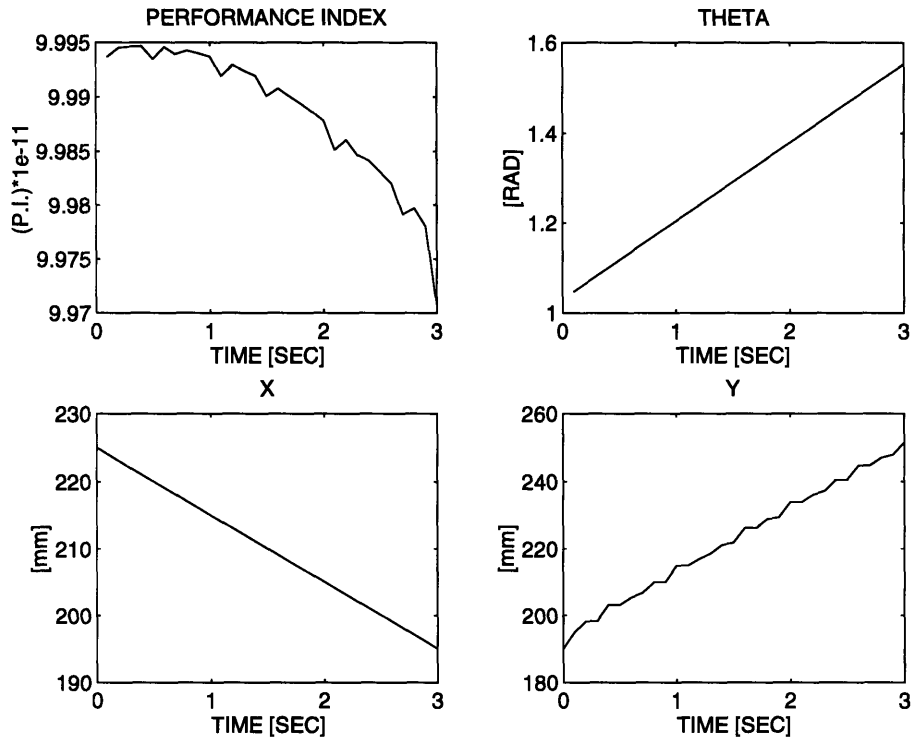 PERFORMANCE INDEX
9.995
9.99
9.985
9.98
9.975
9.97
(P.I.)*1e-11
0 1 2 3
TIME [SEC]
THETA
1.6
1.4
1.2
1
[RAD]
0 1 2 3
TIME [SEC]
X
230
220
210
200
190
[mm]
0 1 2 3
TIME [SEC]
Y
260
240
220
200
180
[mm]
0 1 2 3
TIME [SEC]